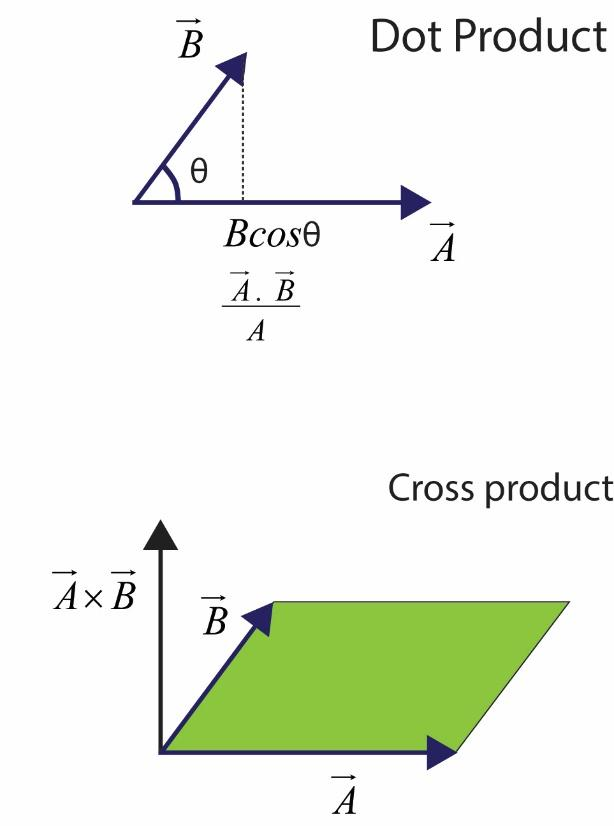 Dot Product
B⃗
θ
Bcosθ
A⃗
A⃗ . B⃗
A
Cross product
A⃗ × B⃗
B⃗
A⃗